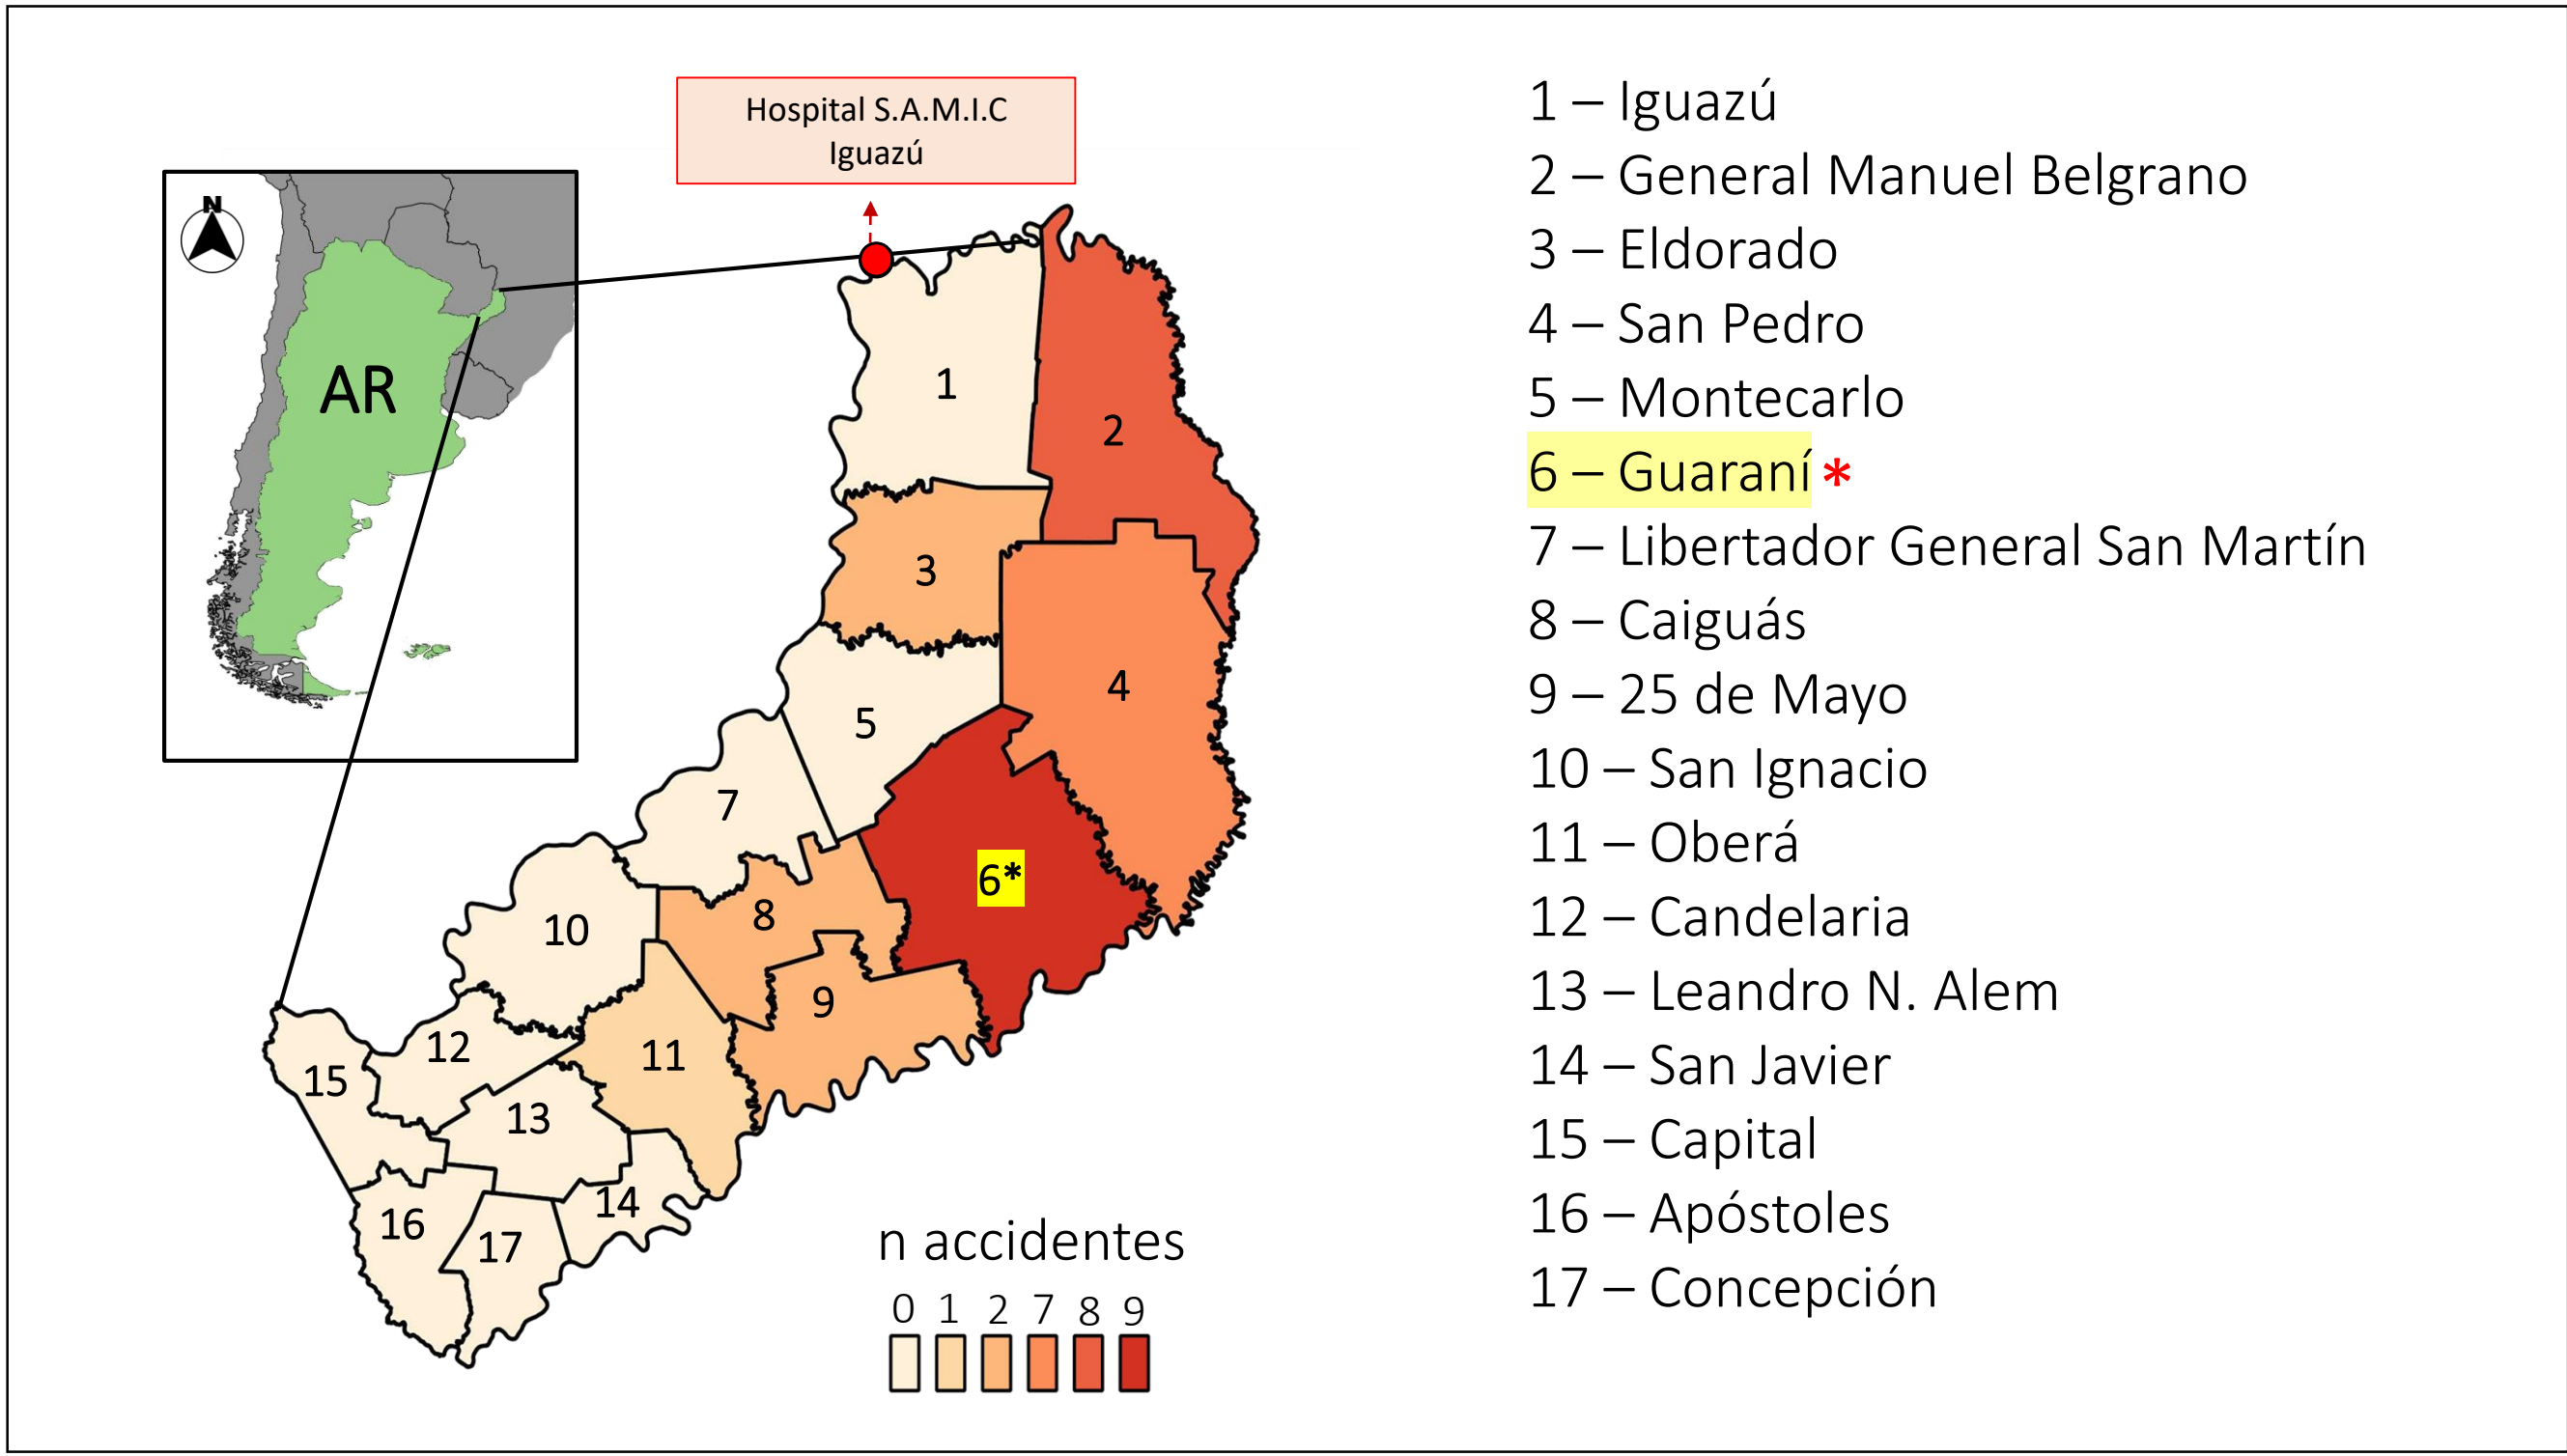 Hospital S.A.M.I.C
Iguazú
N
AR
1
2
3
4
5
6*
7
8
9
10
11
12
13
14
15
16
17
n accidentes
0 1 2 7 8 9
1 – Iguazú
2 – General Manuel Belgrano
3 – Eldorado
4 – San Pedro
5 – Montecarlo
6 – Guaraní *
7 – Libertador General San Martín
8 – Caiguás
9 – 25 de Mayo
10 – San Ignacio
11 – Oberá
12 – Candelaria
13 – Leandro N. Alem
14 – San Javier
15 – Capital
16 – Apóstoles
17 – Concepción